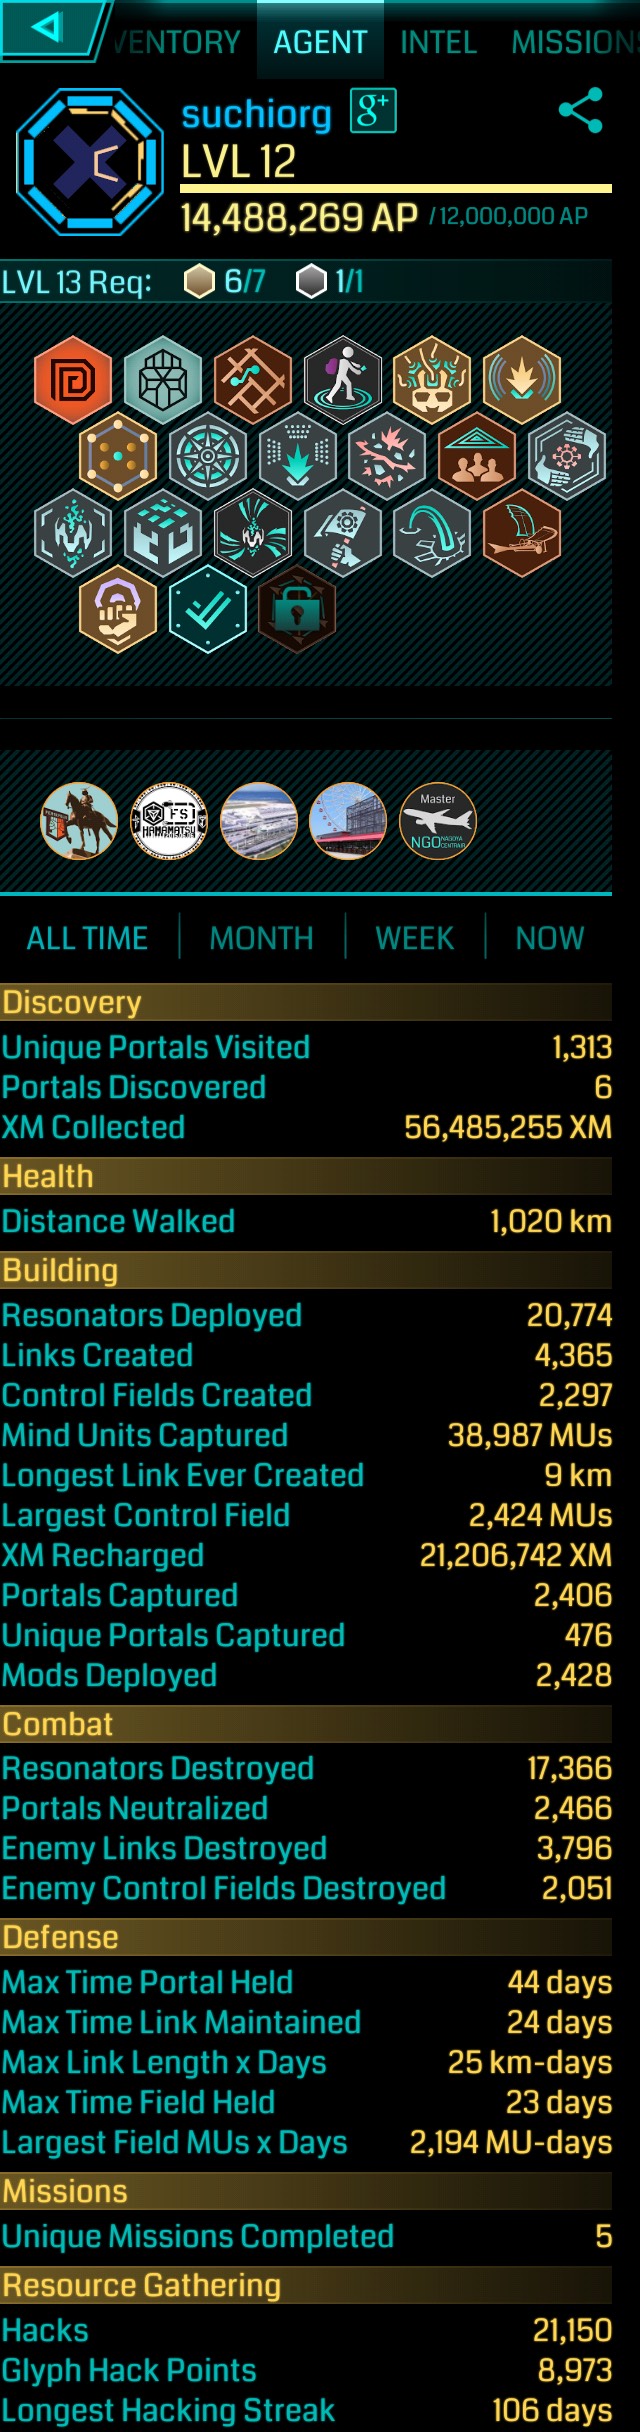 VENTORY AGENT INTEL MISSIONS
suchiorg g+
LVL 12
14,488,269 AP / 12,000,000 AP
LVL 13 Req: 6/7 1/1
FS
HAMAMATSU
Master
NGO NAGOYA CENTRAIR
ALL TIME MONTH WEEK NOW
Discovery
Unique Portals Visited 1,313
Portals Discovered 6
XM Collected 56,485,255 XM
Health
Distance Walked 1,020 km
Building
Resonators Deployed 20,774
Links Created 4,365
Control Fields Created 2,297
Mind Units Captured 38,987 MUs
Longest Link Ever Created 9 km
Largest Control Field 2,424 MUs
XM Recharged 21,206,742 XM
Portals Captured 2,406
Unique Portals Captured 476
Mods Deployed 2,428
Combat
Resonators Destroyed 17,366
Portals Neutralized 2,466
Enemy Links Destroyed 3,796
Enemy Control Fields Destroyed 2,051
Defense
Max Time Portal Held 44 days
Max Time Link Maintained 24 days
Max Link Length x Days 25 km-days
Max Time Field Held 23 days
Largest Field MUs x Days 2,194 MU-days
Missions
Unique Missions Completed 5
Resource Gathering
Hacks 21,150
Glyph Hack Points 8,973
Longest Hacking Streak 106 days